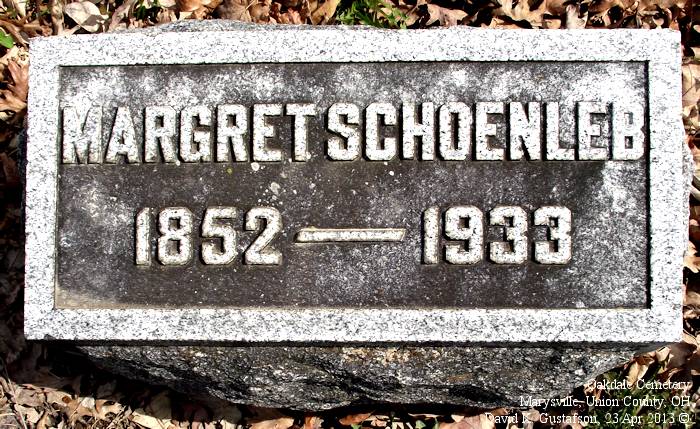 MARGRET SCHOENLEB
1852 — 1933
Oakdale Cemetery
Marysville, Union County, OH
David K. Gustafson, 23 Apr 2013 ©